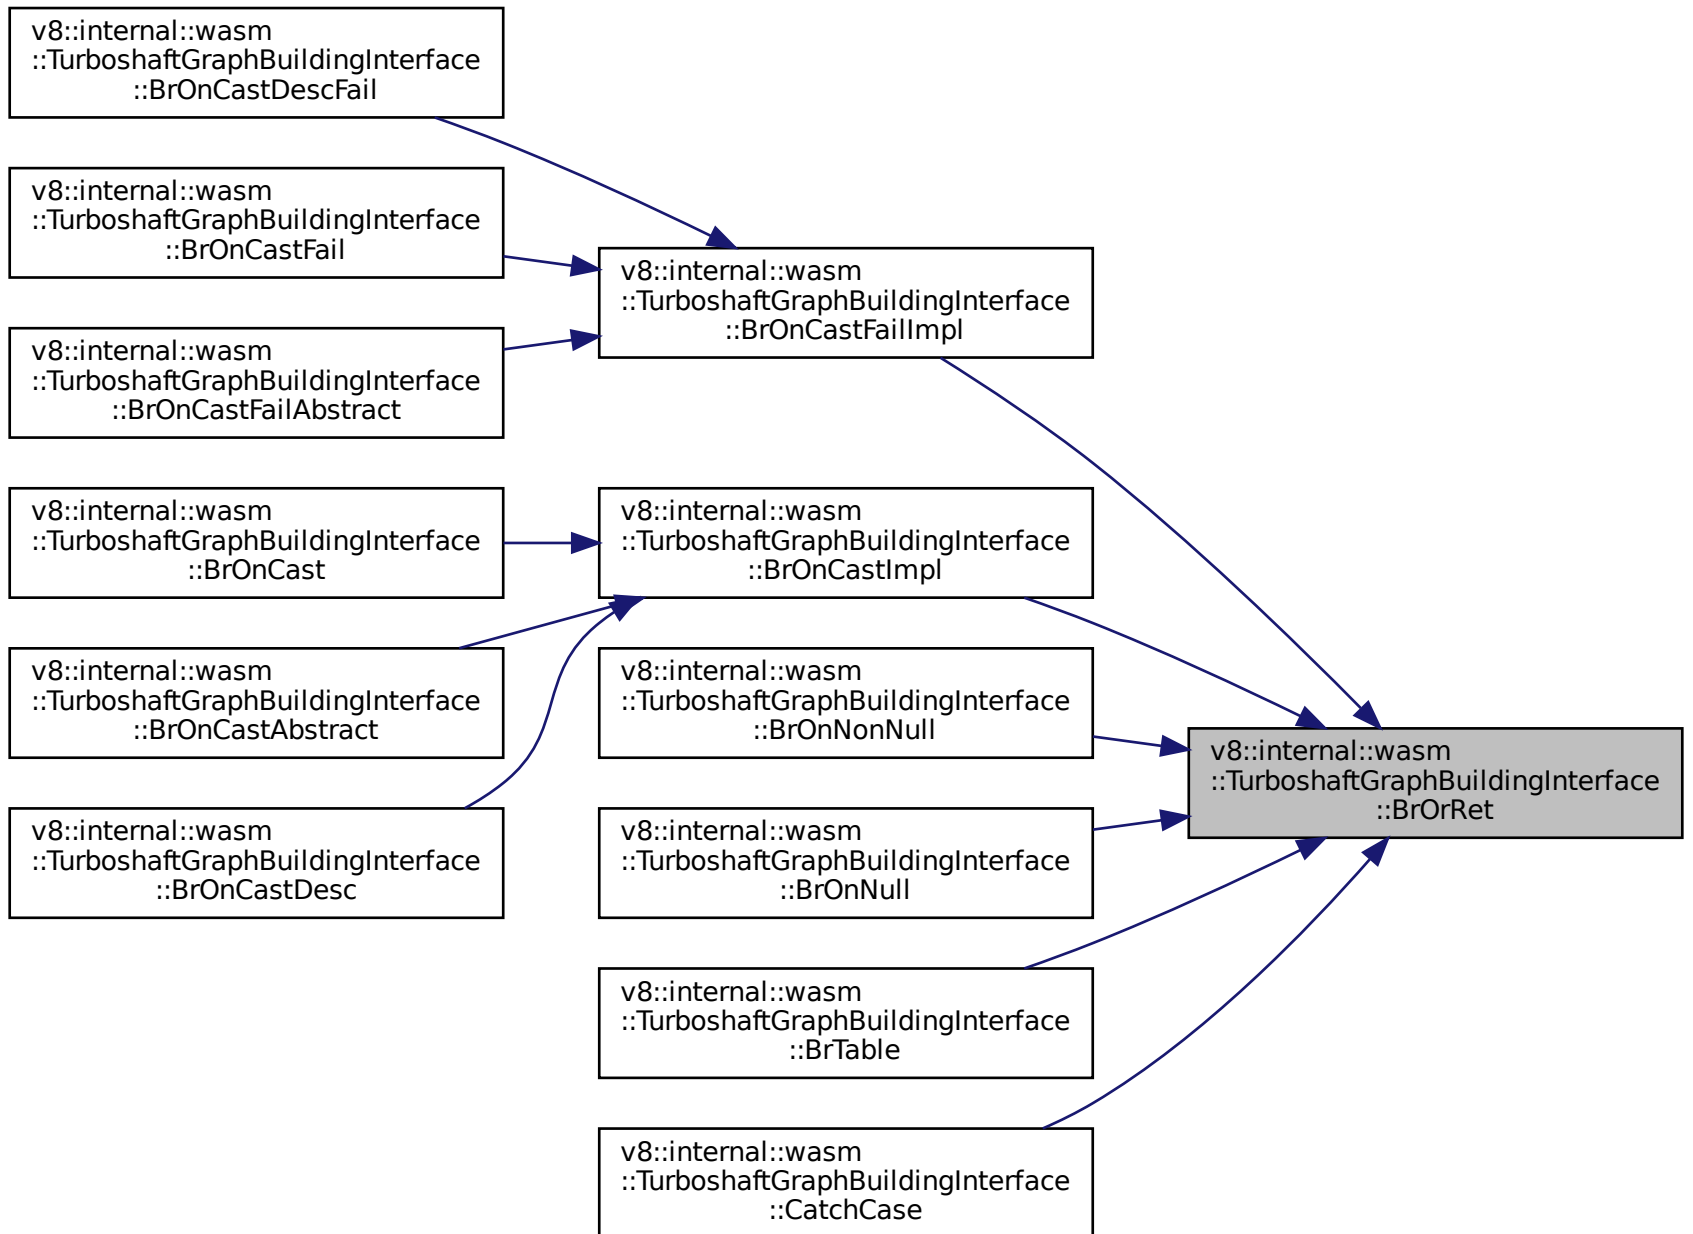 v8::internal::wasm
::TurboshaftGraphBuildingInterface
::BrOnCastDescFail
v8::internal::wasm
::TurboshaftGraphBuildingInterface
::BrOnCastFail
v8::internal::wasm
::TurboshaftGraphBuildingInterface
::BrOnCastFailAbstract
v8::internal::wasm
::TurboshaftGraphBuildingInterface
::BrOnCast
v8::internal::wasm
::TurboshaftGraphBuildingInterface
::BrOnCastAbstract
v8::internal::wasm
::TurboshaftGraphBuildingInterface
::BrOnCastDesc
v8::internal::wasm
::TurboshaftGraphBuildingInterface
::BrOnCastFailImpl
v8::internal::wasm
::TurboshaftGraphBuildingInterface
::BrOnCastImpl
v8::internal::wasm
::TurboshaftGraphBuildingInterface
::BrOnNonNull
v8::internal::wasm
::TurboshaftGraphBuildingInterface
::BrOnNull
v8::internal::wasm
::TurboshaftGraphBuildingInterface
::BrTable
v8::internal::wasm
::TurboshaftGraphBuildingInterface
::CatchCase
v8::internal::wasm
::TurboshaftGraphBuildingInterface
::BrOrRet